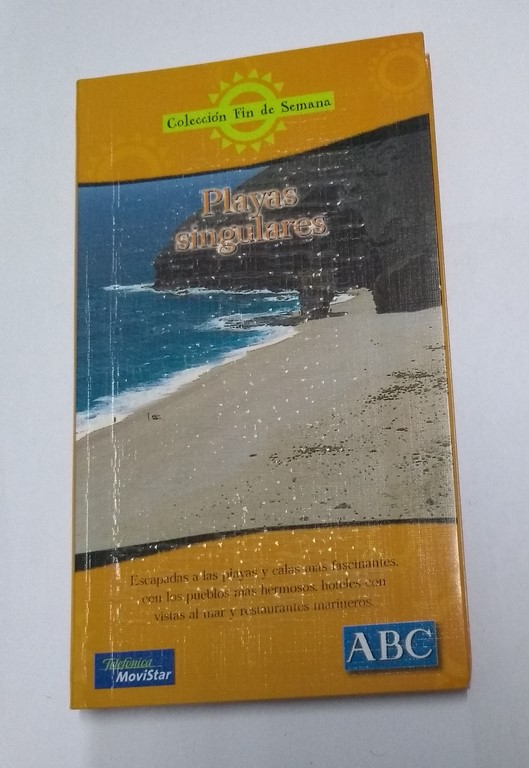 Colección Fin de Semana
Playas
singulares
Escapadas a las playas y calas más fascinantes,
con los pueblos más hermosos, hoteles con
vistas al mar y restaurantes marineros.
Telefónica
MoviStar
ABC